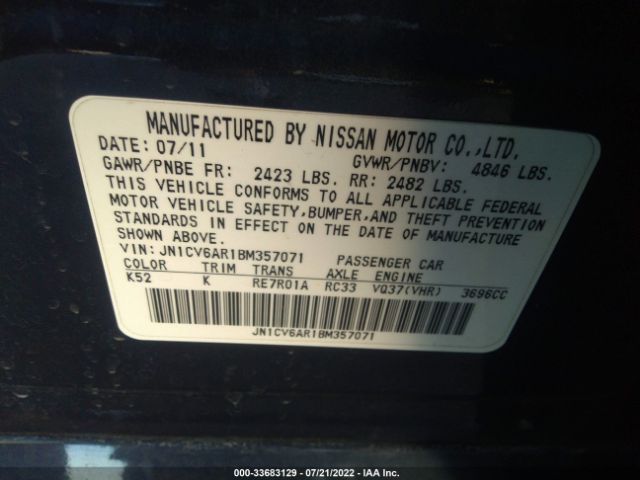 MANUFACTURED BY NISSAN MOTOR CO.,LTD.
DATE: 07/11 GVWR/PNBV: 4846 LBS.
GAWR/PNBE FR: 2423 LBS. RR: 2482 LBS.
THIS VEHICLE CONFORMS TO ALL APPLICABLE FEDERAL
MOTOR VEHICLE SAFETY, BUMPER, AND THEFT PREVENTION
STANDARDS IN EFFECT ON THE DATE OF MANUFACTURE
SHOWN ABOVE.
VIN: JN1CV6AR1BM357071 PASSENGER CAR
COLOR TRIM TRANS AXLE ENGINE
K52 K RE7R01A RC33 VQ37(VHR) 3696CC
JN1CV6AR1BM357071
000-33683129 - 07/21/2022 - IAA Inc.